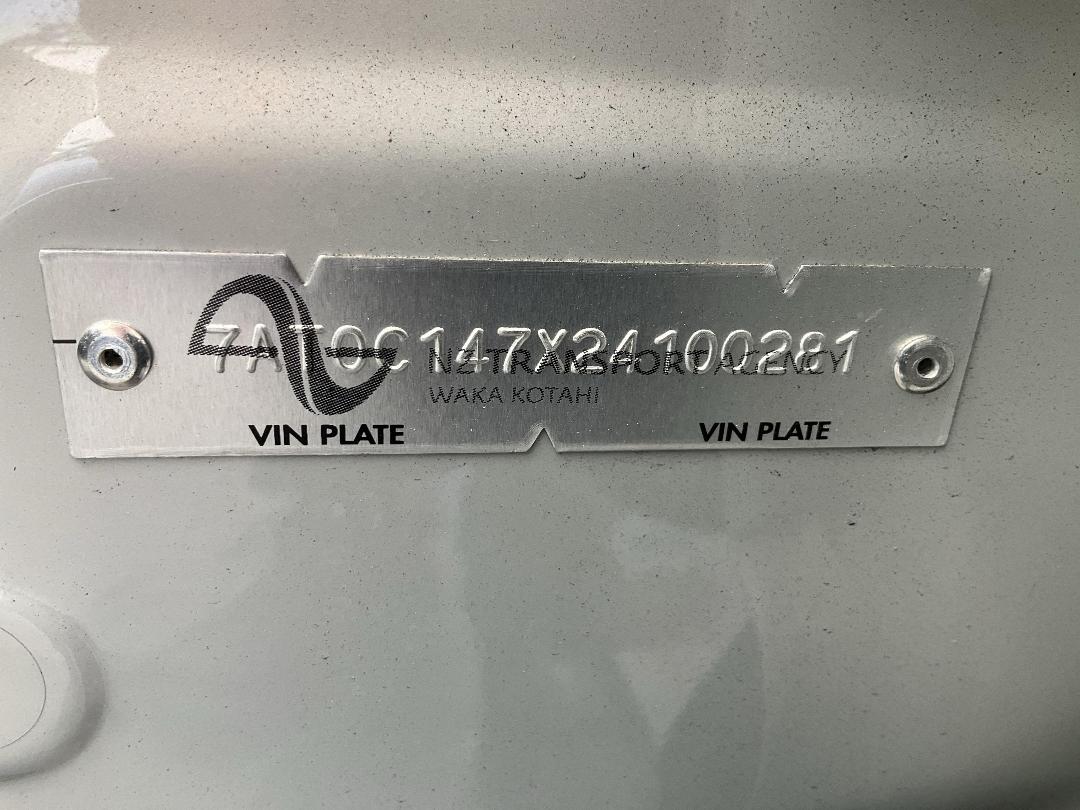 7AT0C147X24100281
NZ TRANSPORT AGENCY
WAKA KOTAHI
VIN PLATE VIN PLATE